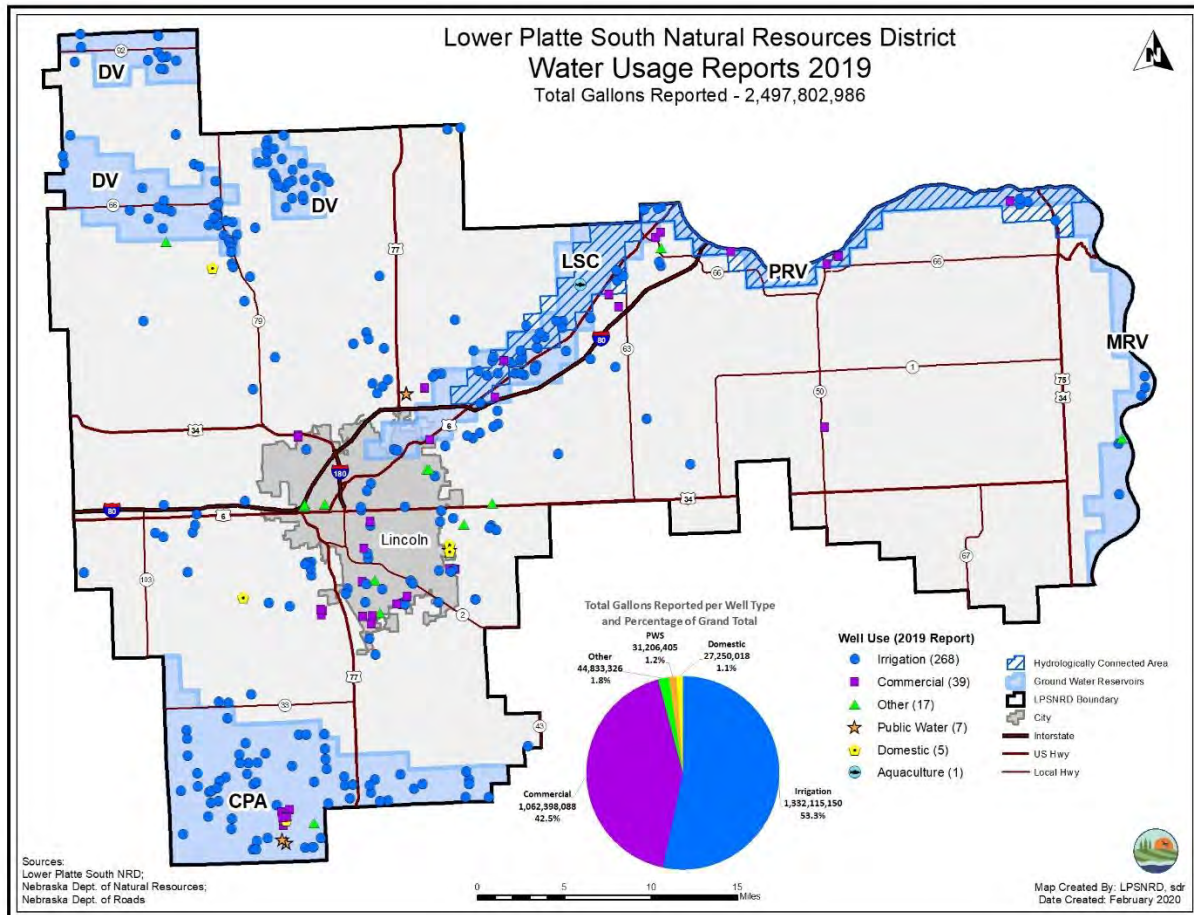 Lower Platte South Natural Resources District
Water Usage Reports 2019
Total Gallons Reported - 2,497,802,986
N
92
DV
DV
66
DV
77
LSC
PRV
66
66
79
80
63
MRV
1
50
75
34
34
6
180
80
6
34
Lincoln
103
67
2
77
33
43
CPA
Total Gallons Reported per Well Type
and Percentage of Grand Total
PWS
31,206,405
1.2%
Domestic
27,250,018
1.1%
Other
44,833,326
1.8%
Commercial
1,062,398,088
42.5%
Irrigation
1,332,115,150
53.3%
Well Use (2019 Report)
Irrigation (268)
Commercial (39)
Other (17)
Public Water (7)
Domestic (5)
Aquaculture (1)
Hydrologically Connected Area
Ground Water Reservoirs
LPSNRD Boundary
City
Interstate
US Hwy
Local Hwy
Sources:
Lower Platte South NRD;
Nebraska Dept. of Natural Resources;
Nebraska Dept. of Roads
0 5 10 15
Miles
Map Created By: LPSNRD, sdr
Date Created: February 2020